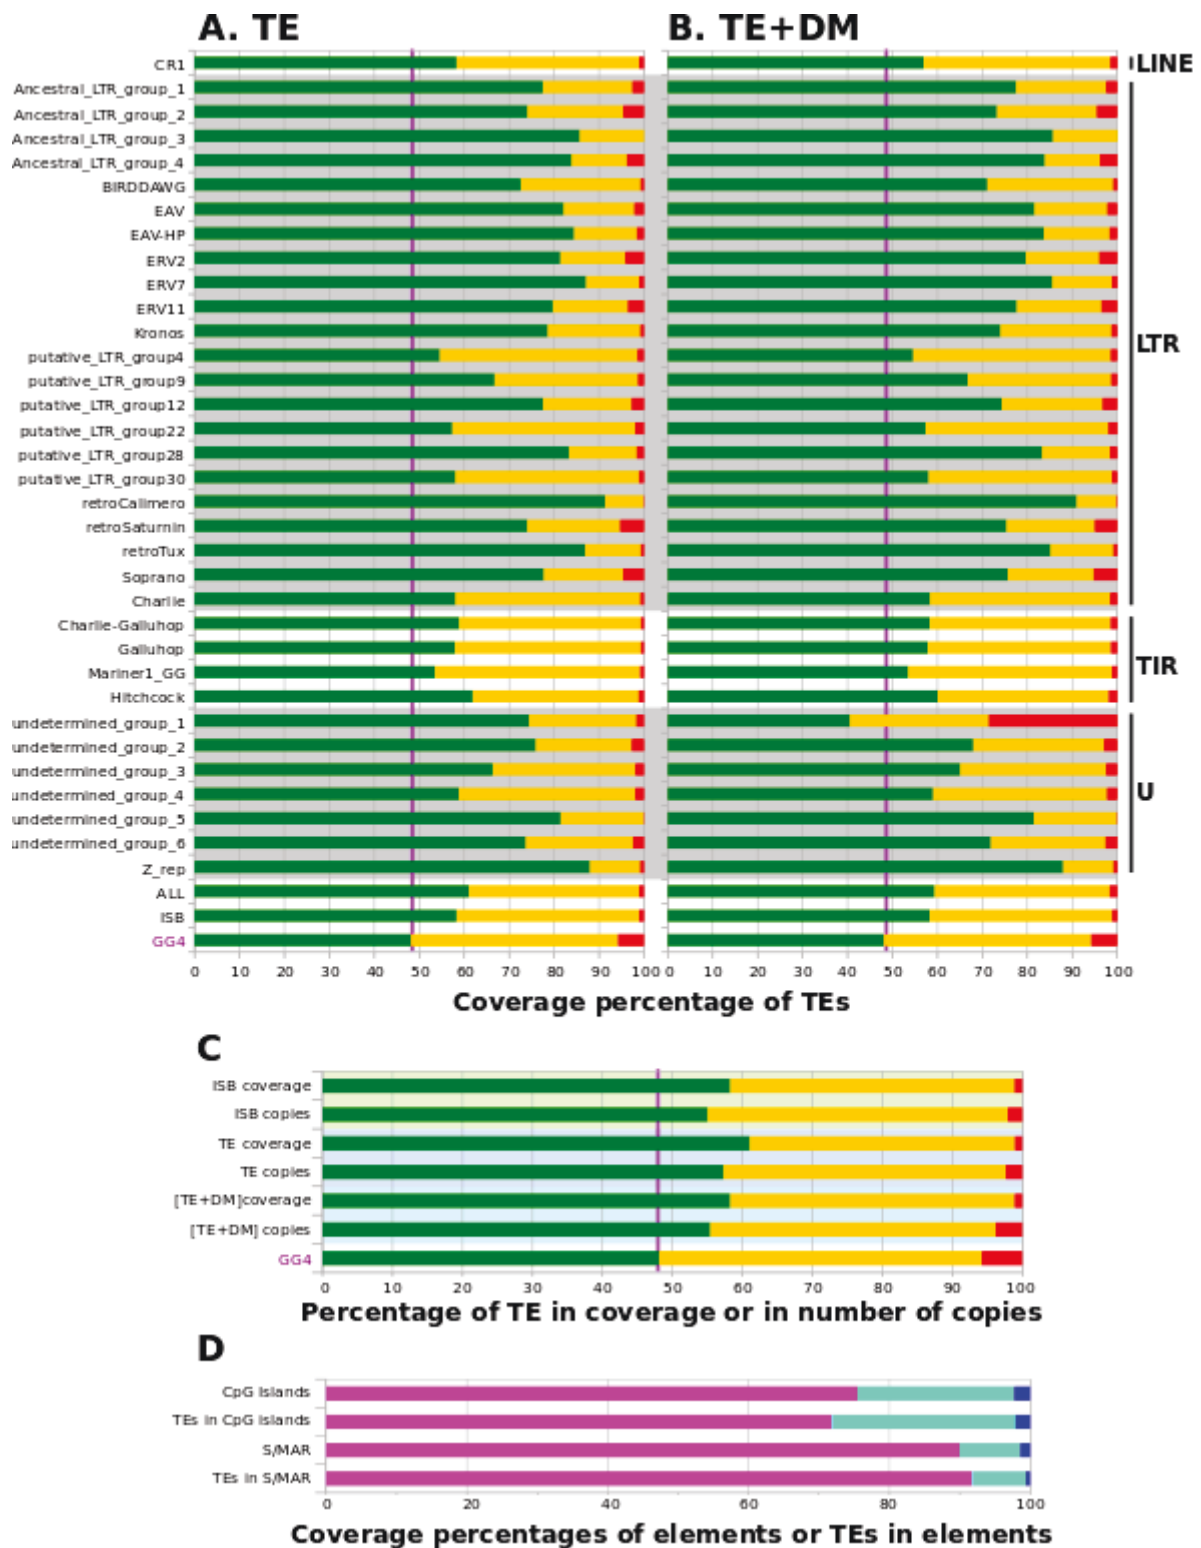 A. TE
B. TE+DM
CR1
Ancestral_LTR_group_1
Ancestral_LTR_group_2
Ancestral_LTR_group_3
Ancestral_LTR_group_4
BIRDDAWG
EAV
EAV-HP
ERV2
ERV7
ERV11
Kronos
putative_LTR_group4
putative_LTR_group9
putative_LTR_group12
putative_LTR_group22
putative_LTR_group28
putative_LTR_group30
retroCalimero
retroSaturnin
retroTux
Soprano
Charlie
Charlie-Galluhop
Galluhop
Mariner1_GG
Hitchcock
undetermined_group_1
undetermined_group_2
undetermined_group_3
undetermined_group_4
undetermined_group_5
undetermined_group_6
Z_rep
ALL
ISB
GG4
LINE
LTR
TIR
U
0 10 20 30 40 50 60 70 80 90 100
0 10 20 30 40 50 60 70 80 90 100
Coverage percentage of TEs
C
ISB coverage
ISB copies
TE coverage
TE copies
[TE+DM]coverage
[TE+DM] copies
GG4
0 10 20 30 40 50 60 70 80 90 100
Percentage of TE in coverage or in number of copies
D
CpG Islands
TEs in CpG Islands
S/MAR
TEs in S/MAR
0 20 40 60 80 100
Coverage percentages of elements or TEs in elements